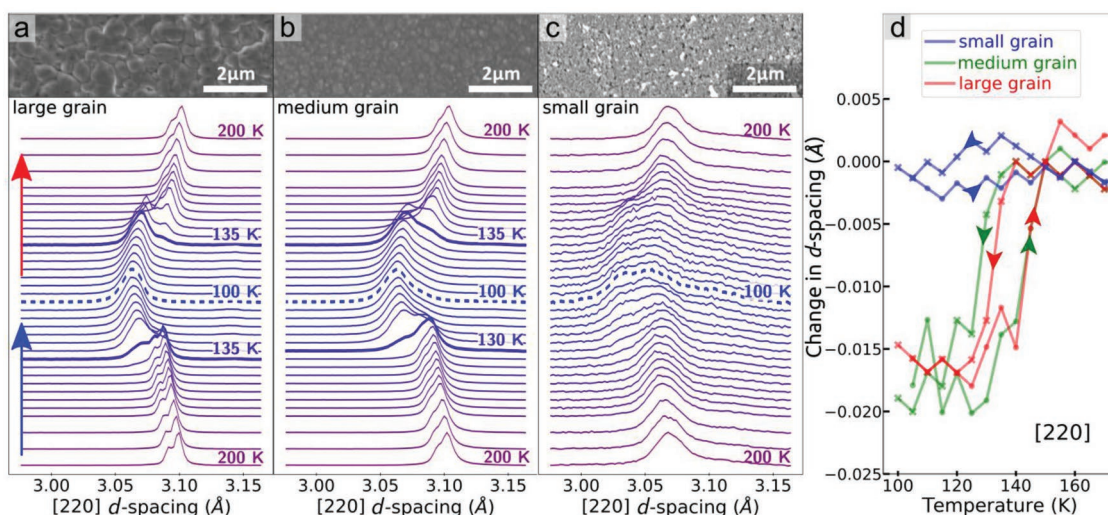 a
2μm
large grain
200 K
135 K
100 K
135 K
200 K
3.00 3.05 3.10 3.15
[220] d-spacing (Å)
b
2μm
medium grain
200 K
135 K
100 K
130 K
200 K
3.00 3.05 3.10 3.15
[220] d-spacing (Å)
c
2μm
small grain
200 K
100 K
200 K
3.00 3.05 3.10 3.15
[220] d-spacing (Å)
d
small grain
medium grain
large grain
Change in d-spacing (Å)
0.005
0.000
−0.005
−0.010
−0.015
−0.020
−0.025
[220]
100 120 140 160
Temperature (K)